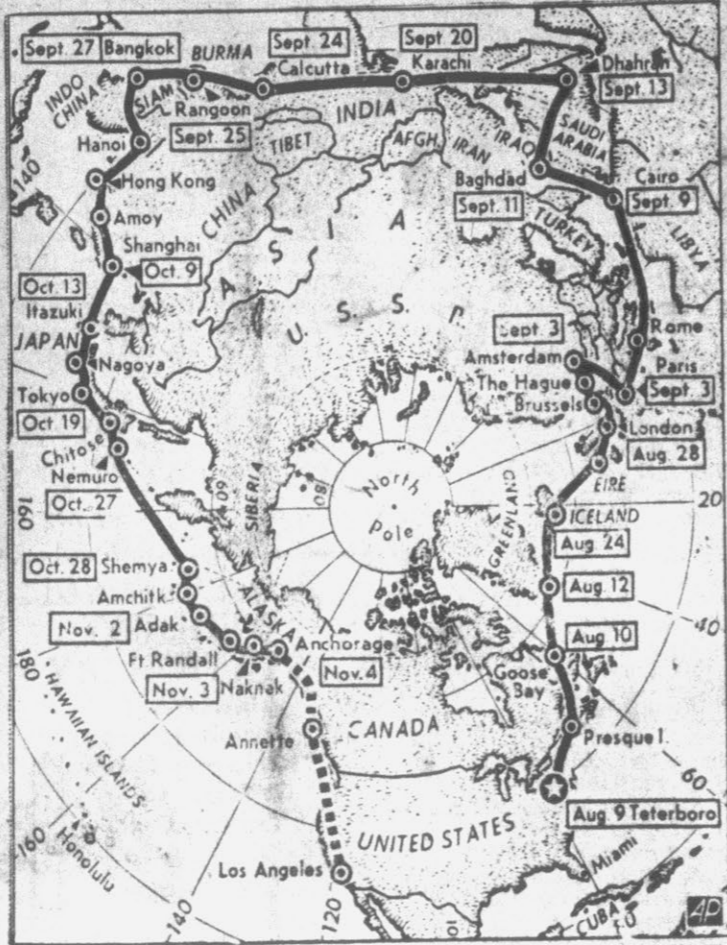 Sept. 27 Bangkok
BURMA
Sept. 24
Calcutta
Sept 20
Karachi
Dhahran
Sept. 13
INDO
CHINA
SIAM
Rangoon
Sept. 25
INDIA
TIBET
AFGH.
IRAN
IRAQ
SAUDI
ARABIA
Hanoi
140
Hong Kong
Amoy
CHINA
Baghdad
Sept. 11
Cairo
Sept. 9
TURKEY
LIBYA
Shanghai
Oct. 9
ASIA
U. S. S. R.
Oct. 13
Itazuki
JAPAN
Nagoya
Sept. 3
Amsterdam
Rome
The Hague
Brussels
Paris
Sept. 3
Tokyo
Oct. 19
Chitose
Nemuro
Oct. 27
London
Aug. 28
EIRE
SIBERIA
60
80
North
Pole
GREENLAND
ICELAND
Aug. 24
20
160
Oct. 28
Shemya
Amchitk
Adak
Nov. 2
Ft. Randall
Nov. 3
Naknak
ALASKA
Anchorage
Nov. 4
Aug. 12
Aug. 10
40
Goose
Bay
180
HAWAIIAN ISLANDS
Annette
CANADA
Presque I.
60
Aug. 9 Teterboro
160
Honolulu
UNITED STATES
Los Angeles
Miami
140
120
CUBA
AP